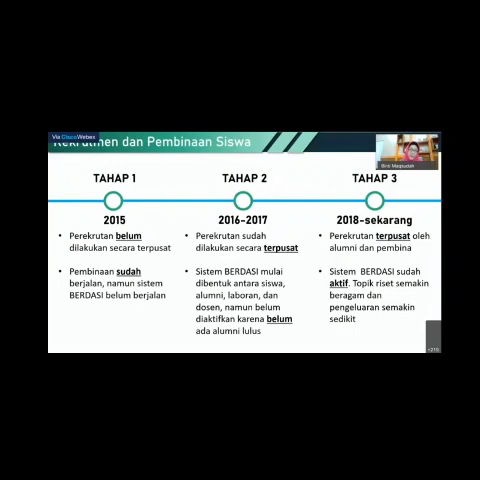 Via Cisco Webex
Rekrutmen dan Pembinaan Siswa
Binti Maqsudah
TAHAP 1
TAHAP 2
TAHAP 3
2015
2016-2017
2018-sekarang
• Perekrutan belum
dilakukan secara terpusat
• Pembinaan sudah
berjalan, namun sistem
BERDASI belum berjalan
• Perekrutan sudah
dilakukan secara terpusat
• Sistem BERDASI mulai
dibentuk antara siswa,
alumni, laboran, dan
dosen, namun belum
diaktifkan karena belum
ada alumni lulus
• Perekrutan terpusat oleh
alumni dan pembina
• Sistem BERDASI sudah
aktif. Topik riset semakin
beragam dan
pengeluaran semakin
sedikit
+219